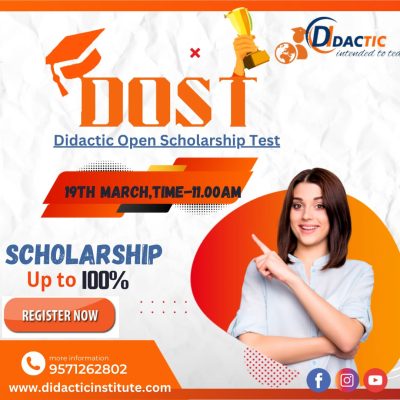 DIDACTIC
intended to tea
DOST
Didactic Open Scholarship Test
19TH MARCH,TIME-11.00AM
SCHOLARSHIP
Up to 100%
REGISTER NOW
more information
9571262802
www.didacticinstitute.com